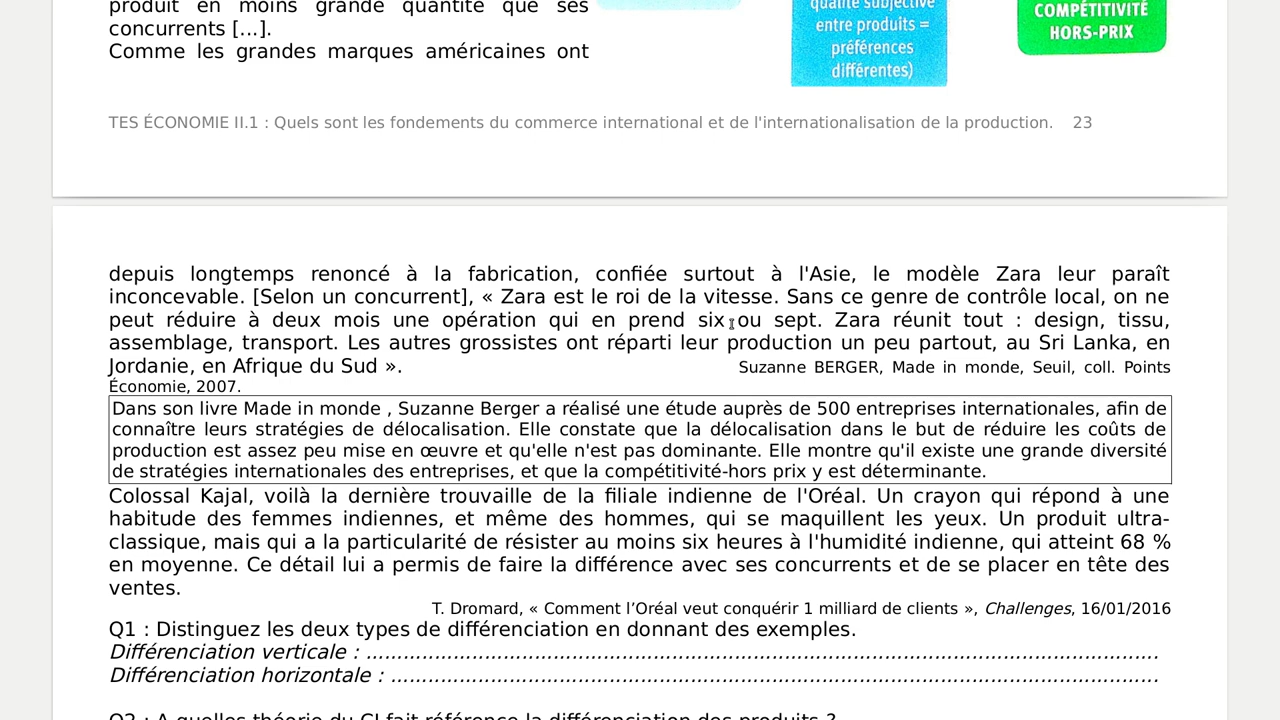 produit en moins grande quantité que ses
concurrents [...].
Comme les grandes marques américaines ont
qualité subjective
entre produits =
préférences
différentes)
COMPÉTITIVITÉ
HORS-PRIX
TES ÉCONOMIE II.1 : Quels sont les fondements du commerce international et de l'internationalisation de la production. 23
depuis longtemps renoncé à la fabrication, confiée surtout à l'Asie, le modèle Zara leur paraît
inconcevable. [Selon un concurrent], « Zara est le roi de la vitesse. Sans ce genre de contrôle local, on ne
peut réduire à deux mois une opération qui en prend six ou sept. Zara réunit tout : design, tissu,
assemblage, transport. Les autres grossistes ont réparti leur production un peu partout, au Sri Lanka, en
Jordanie, en Afrique du Sud ». Suzanne BERGER, Made in monde, Seuil, coll. Points
Économie, 2007.
Dans son livre Made in monde , Suzanne Berger a réalisé une étude auprès de 500 entreprises internationales, afin de
connaître leurs stratégies de délocalisation. Elle constate que la délocalisation dans le but de réduire les coûts de
production est assez peu mise en œuvre et qu'elle n'est pas dominante. Elle montre qu'il existe une grande diversité
de stratégies internationales des entreprises, et que la compétitivité-hors prix y est déterminante.
Colossal Kajal, voilà la dernière trouvaille de la filiale indienne de l'Oréal. Un crayon qui répond à une
habitude des femmes indiennes, et même des hommes, qui se maquillent les yeux. Un produit ultra-
classique, mais qui a la particularité de résister au moins six heures à l'humidité indienne, qui atteint 68 %
en moyenne. Ce détail lui a permis de faire la différence avec ses concurrents et de se placer en tête des
ventes.
T. Dromard, « Comment l’Oréal veut conquérir 1 milliard de clients », Challenges, 16/01/2016
Q1 : Distinguez les deux types de différenciation en donnant des exemples.
Différenciation verticale : ....................................................................................................................
Différenciation horizontale : ................................................................................................................
Q2 : A quelles théorie du CI fait référence la différenciation des produits ?